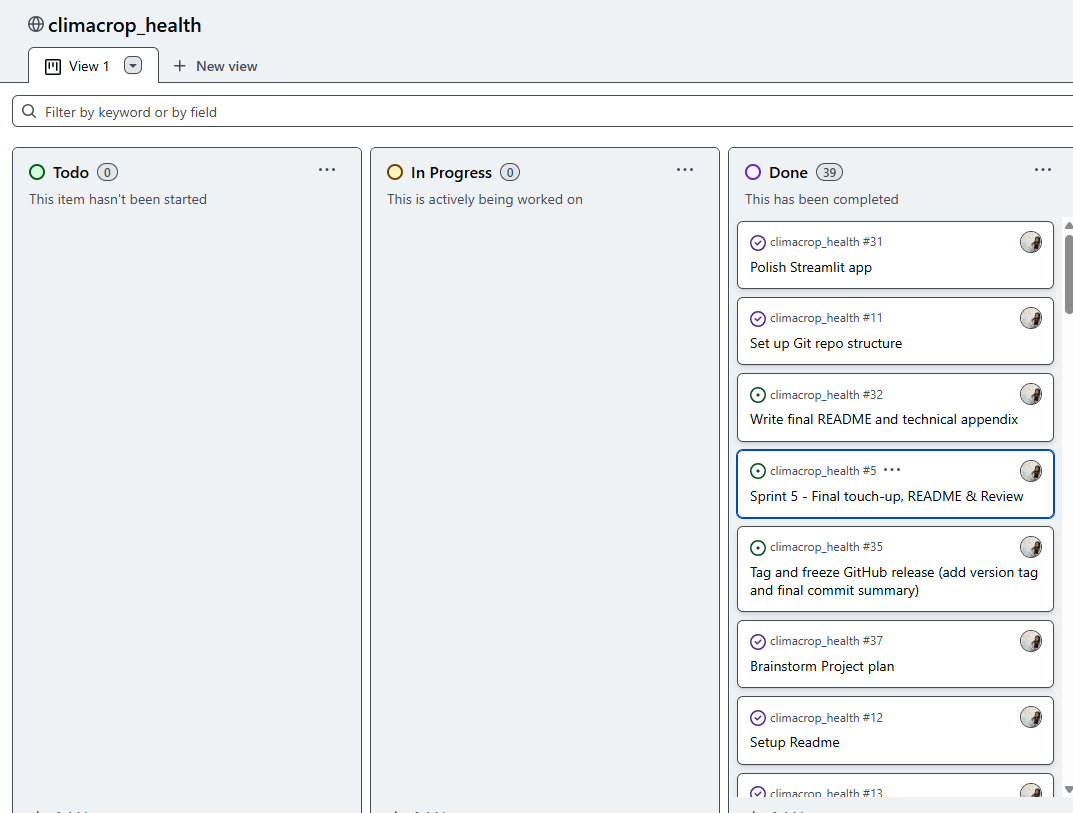 climacrop_health
View 1
New view
Filter by keyword or by field
Todo 0
This item hasn't been started
In Progress 0
This is actively being worked on
Done 39
This has been completed
climacrop_health #31
Polish Streamlit app
climacrop_health #11
Set up Git repo structure
climacrop_health #32
Write final README and technical appendix
climacrop_health #5
Sprint 5 - Final touch-up, README & Review
climacrop_health #35
Tag and freeze GitHub release (add version tag
and final commit summary)
climacrop_health #37
Brainstorm Project plan
climacrop_health #12
Setup Readme
climacrop_health #13